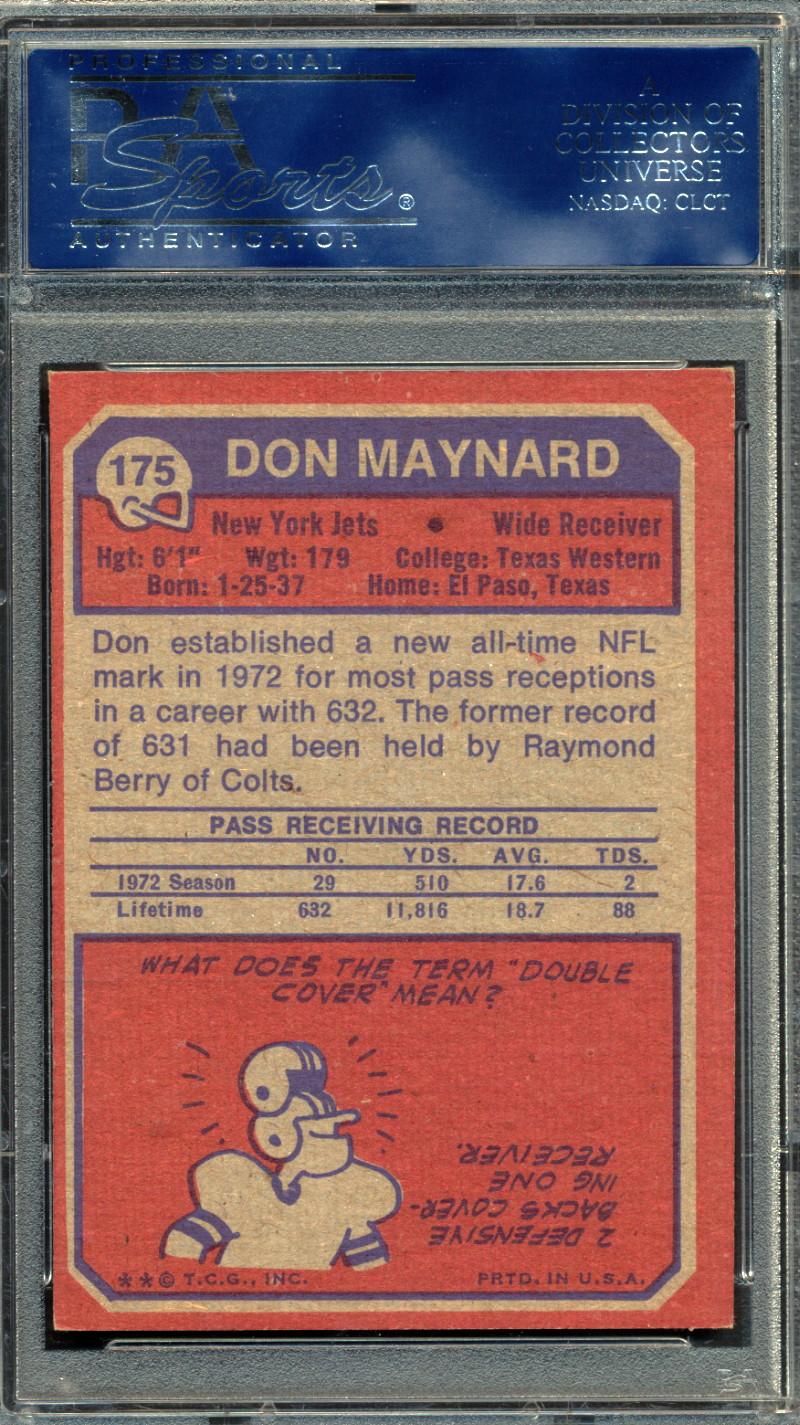 PROFESSIONAL
PSA
Sports ®
AUTHENTICATOR
A
DIVISION OF
COLLECTORS
UNIVERSE
NASDAQ: CLCT
175 DON MAYNARD
New York Jets • Wide Receiver
Hgt: 6'1" Wgt: 179 College: Texas Western
Born: 1-25-37 Home: El Paso, Texas
Don established a new all-time NFL
mark in 1972 for most pass receptions
in a career with 632. The former record
of 631 had been held by Raymond
Berry of Colts.
PASS RECEIVING RECORD
NO. YDS. AVG. TDS.
1972 Season 29 510 17.6 2
Lifetime 632 11,816 18.7 88
WHAT DOES THE TERM "DOUBLE
COVER" MEAN?
2 DEFENSIVE
BACKS COVER-
ING ONE
RECEIVER.
**© T.C.G., INC. PRTD. IN U.S.A.
PSA